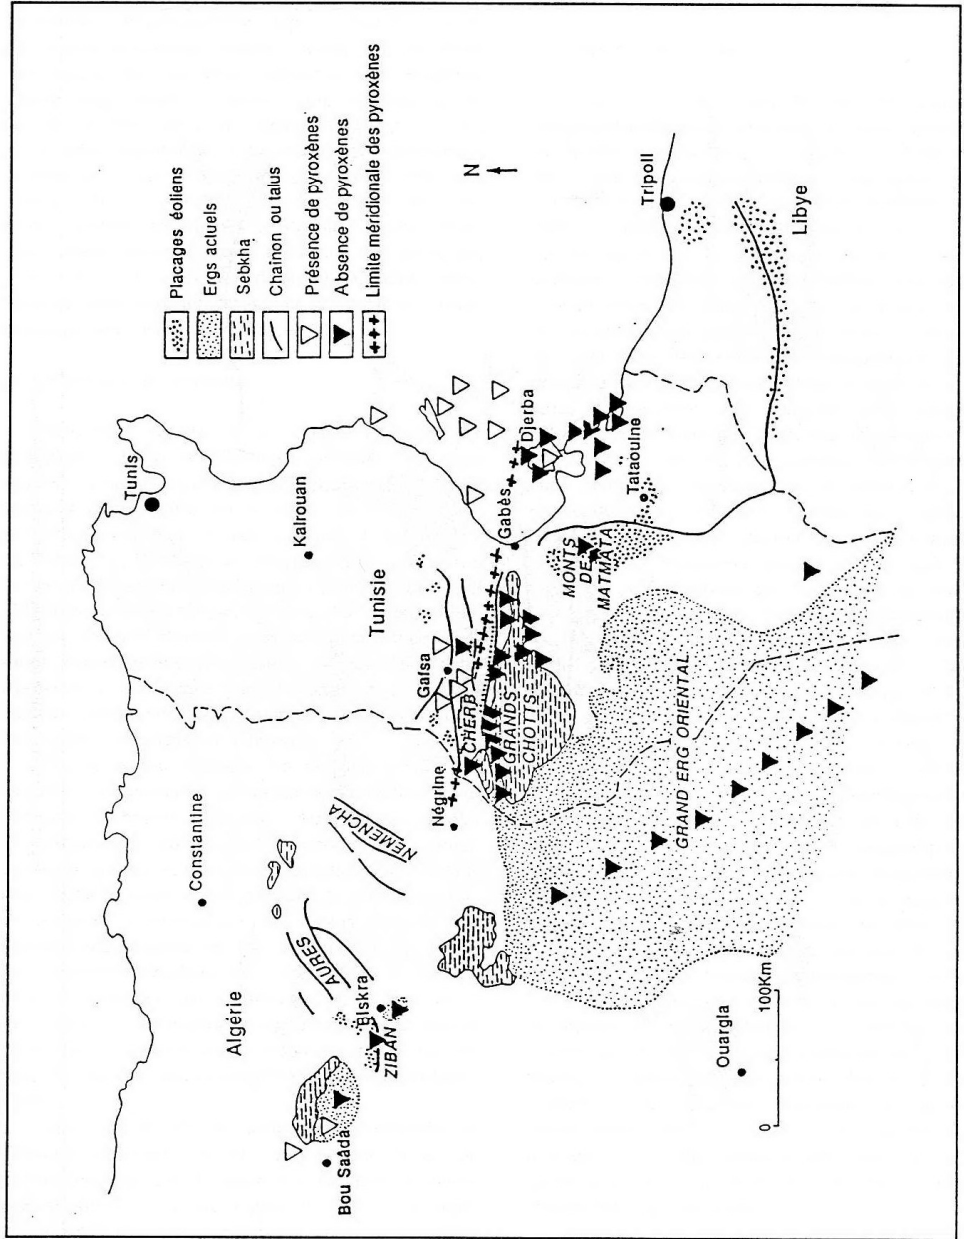 Placages éoliens
Ergs actuels
Sebkha
Chainon ou talus
Présence de pyroxènes
Absence de pyroxènes
Limite méridionale des pyroxènes
N
Tunis
Constantine
Kairouan
Algérie
Tunisie
AURES
NEMENCHA
Bou Saâda
Biskra
ZIBAN
Négrine
Gafsa
CHERB
GRANDS
CHOTTS
Gabès
Djerba
MONTS
DE
MATMATA
Tataouine
Tripoli
Libye
GRAND ERG ORIENTAL
Ouargla
0
100Km